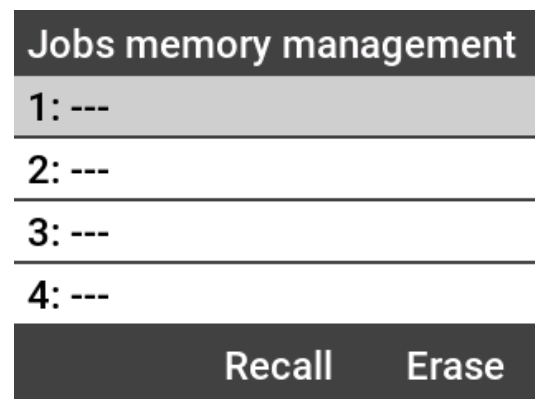 Jobs memory management
1: ---
2: ---
3: ---
4: ---
Recall Erase